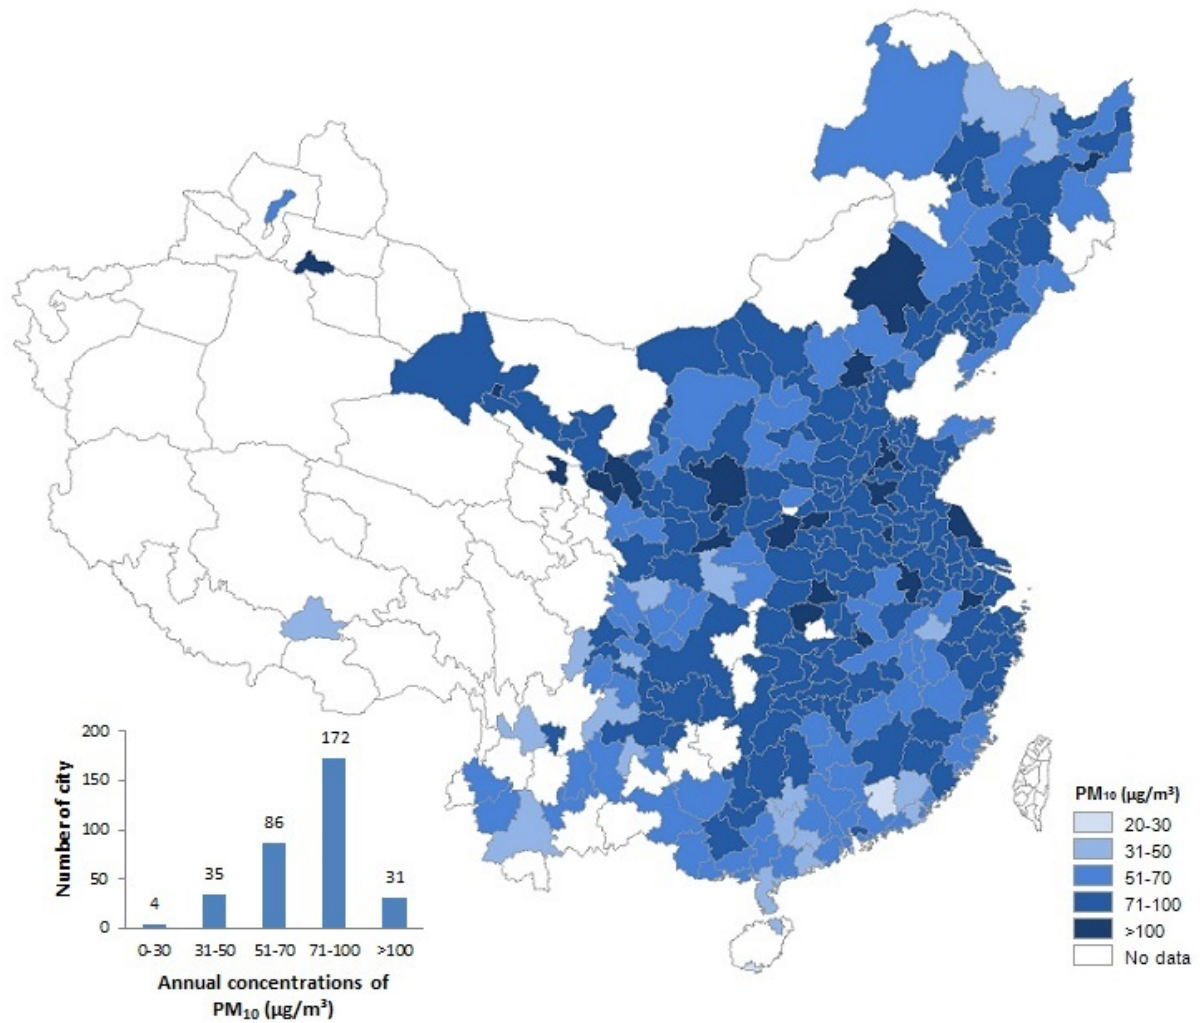 200
150
100
50
0
Number of city
4
35
86
172
31
0-30 31-50 51-70 71-100 >100
Annual concentrations of
PM₁₀ (µg/m³)
PM₁₀ (µg/m³)
20-30
31-50
51-70
71-100
>100
No data